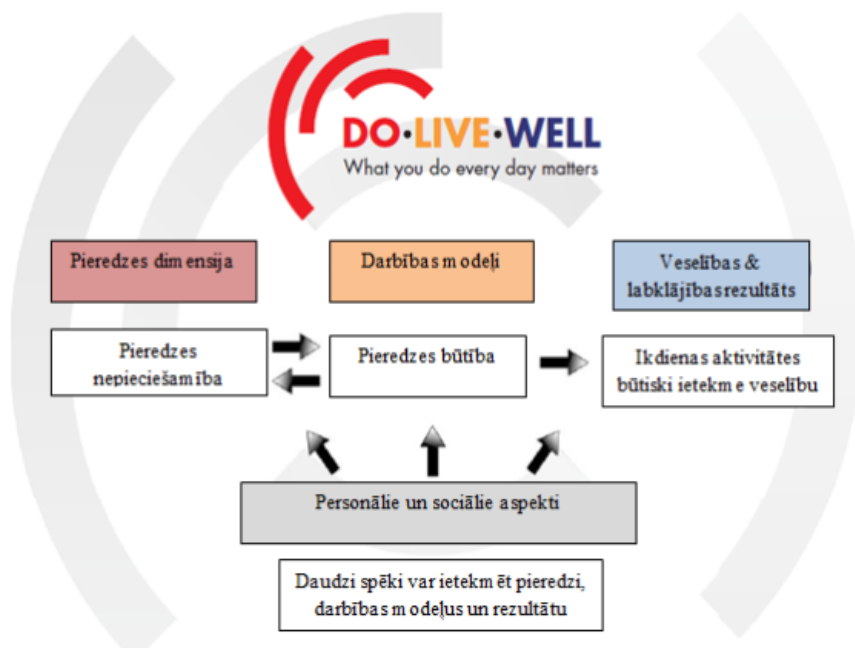 DO·LIVE·WELL
What you do every day matters
Pieredzes dimensija
Darbības modeļi
Veselības &
labklājības rezultāts
Pieredzes
nepieciešamība
Pieredzes būtība
Ikdienas aktivitātes
būtiski ietekme veselību
Personālie un sociālie aspekti
Daudzi spēki var ietekmēt pieredzi,
darbības modeļus un rezultātu